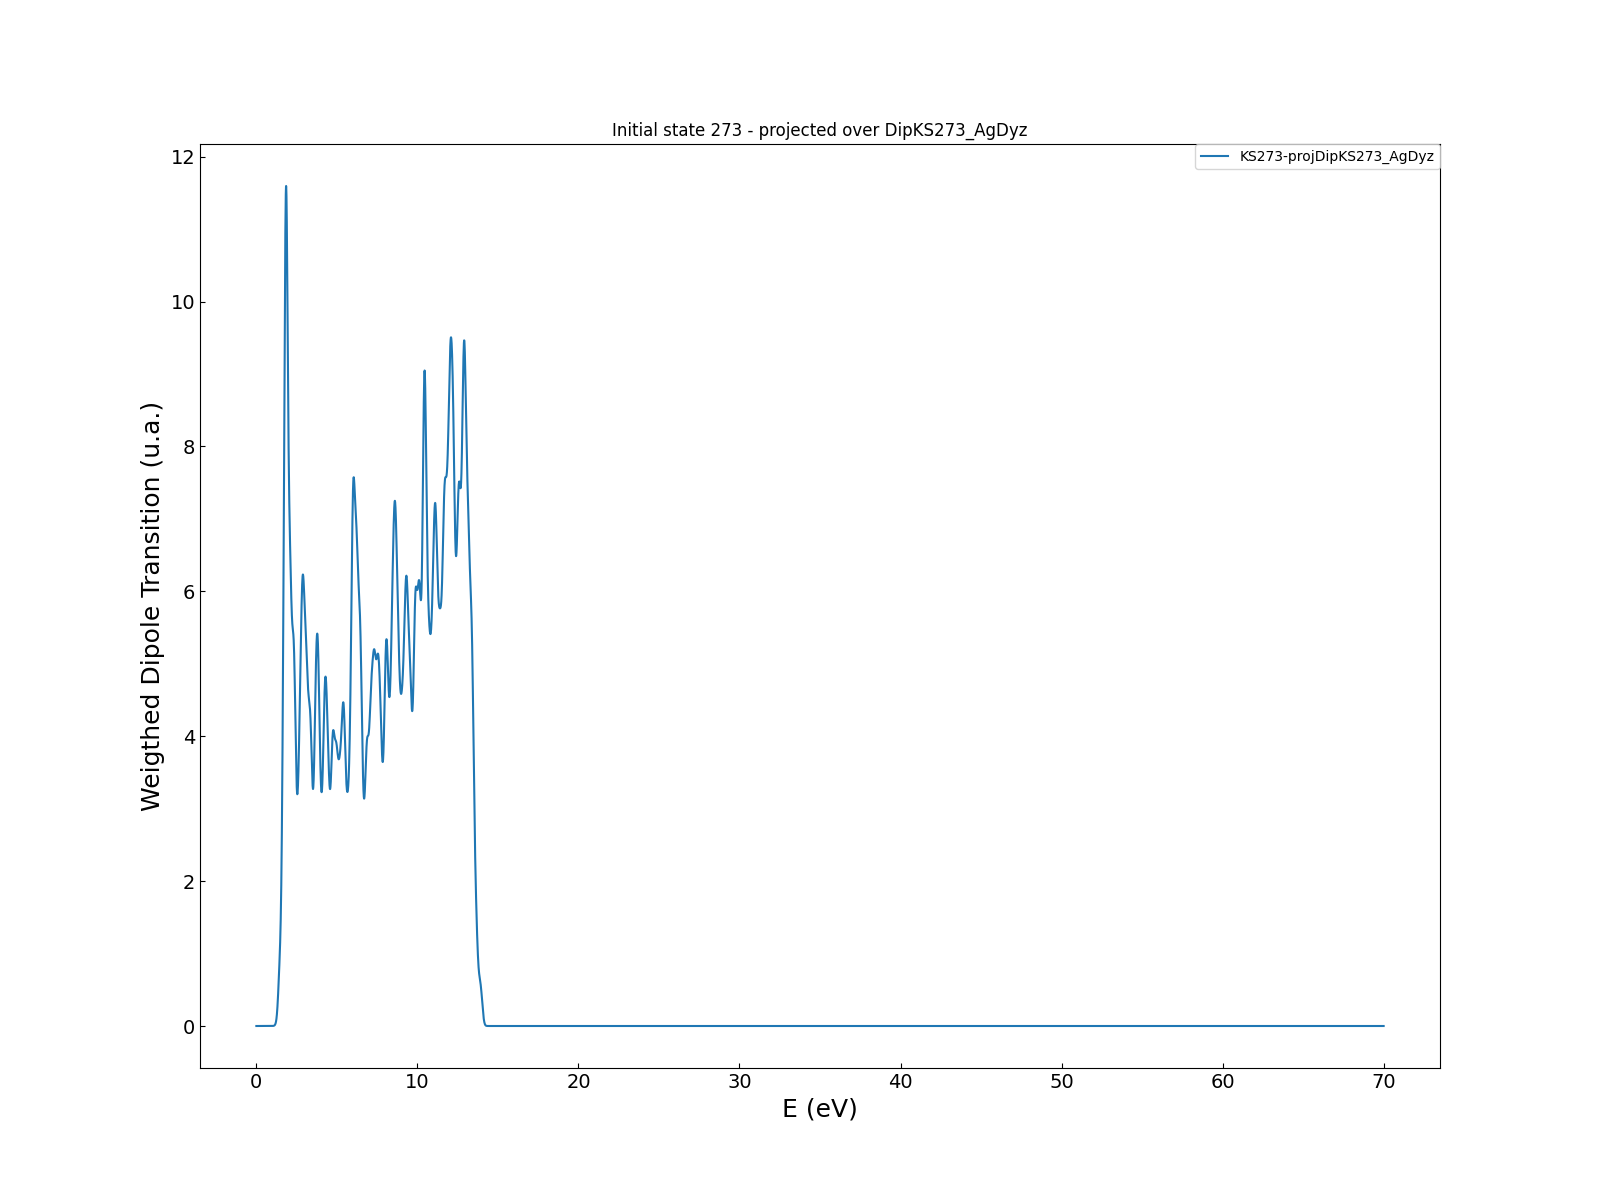 Initial state 273 - projected over DipKS273_AgDyz
KS273-projDipKS273_AgDyz
Weigthed Dipole Transition (u.a.)
12
10
8
6
4
2
0
0 10 20 30 40 50 60 70
E (eV)